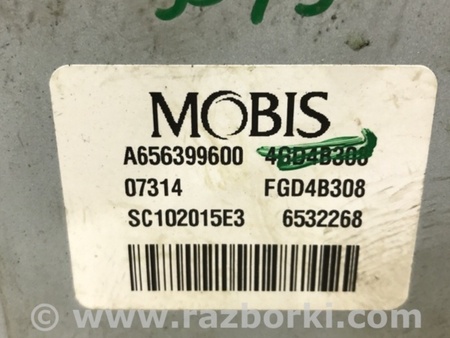 MOBIS
A656399600 4GD4B308
07314 FGD4B308
SC102015E3 6532268
© www.razborki.com